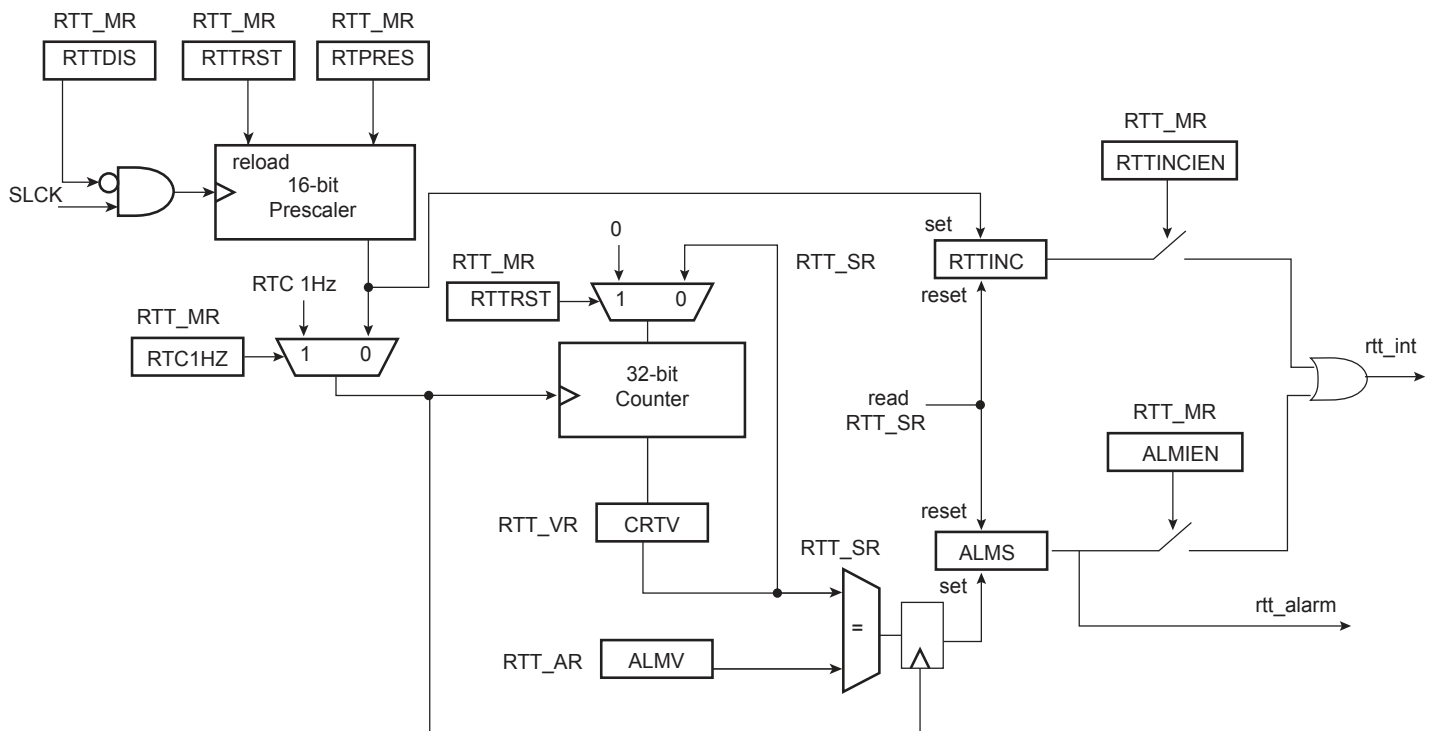 RTT_MR
RTT_MR
RTT_MR
RTTDIS
RTTRST
RTPRES
reload
16-bit
Prescaler
SLCK
RTT_MR
RTTINCIEN
set
RTTINC
reset
0
RTT_SR
RTT_MR
RTTRST
1 0
RTC 1Hz
RTT_MR
RTC1HZ
1 0
32-bit
Counter
read
RTT_SR
rtt_int
RTT_MR
ALMIEN
reset
ALMS
set
RTT_VR
CRTV
RTT_SR
=
rtt_alarm
RTT_AR
ALMV